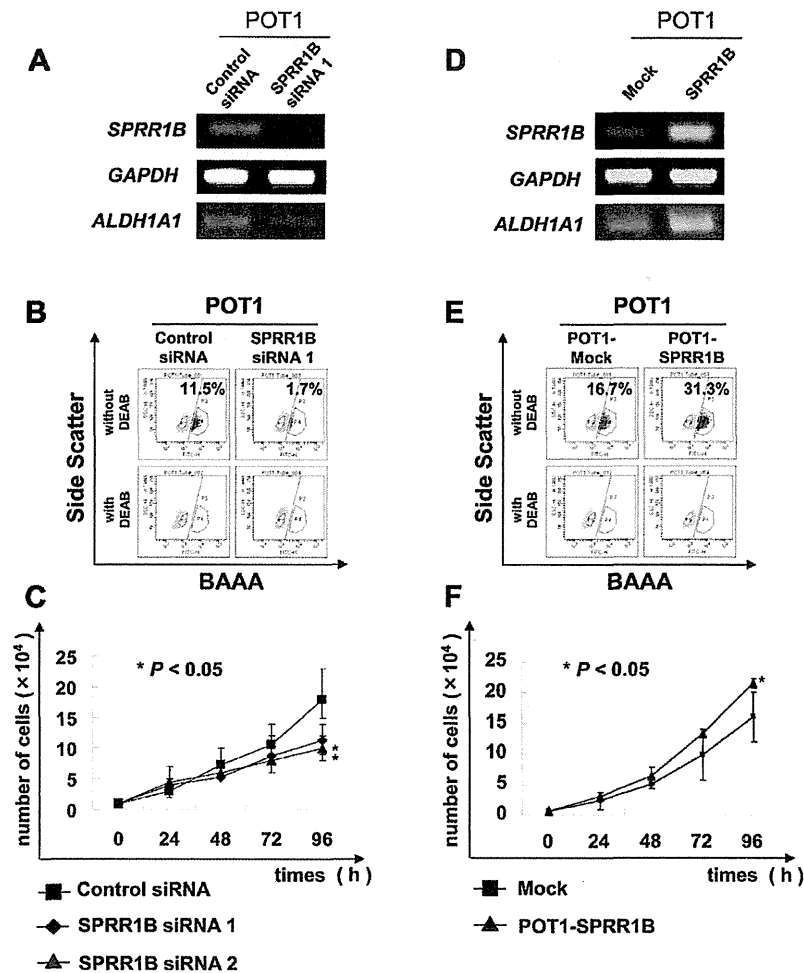 A
POT1
Control siRNA
SPRR1B siRNA 1
SPRR1B
GAPDH
ALDH1A1
B
POT1
Control siRNA
SPRR1B siRNA 1
Side Scatter
without DEAB
11.5%
1.7%
with DEAB
BAAA
C
number of cells (×10⁴)
* P < 0.05
25
20
15
10
5
0
*
*
0 24 48 72 96
times (h)
Control siRNA
SPRR1B siRNA 1
SPRR1B siRNA 2
D
POT1
Mock
SPRR1B
SPRR1B
GAPDH
ALDH1A1
E
POT1
POT1-Mock
POT1-SPRR1B
Side Scatter
without DEAB
16.7%
31.3%
with DEAB
BAAA
F
number of cells (×10⁴)
* P < 0.05
25
20
15
10
5
0
*
0 24 48 72 96
times (h)
Mock
POT1-SPRR1B